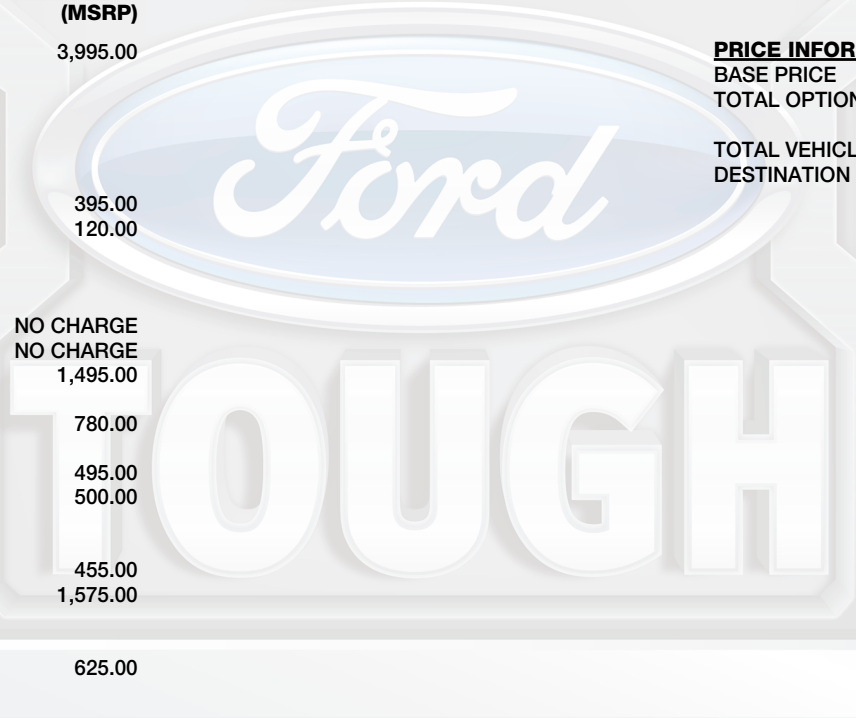 (MSRP)
3,995.00
395.00
120.00
NO CHARGE
NO CHARGE
1,495.00
780.00
495.00
500.00
455.00
1,575.00
625.00
PRICE INFOR
BASE PRICE
TOTAL OPTION
TOTAL VEHICL
DESTINATION
Ford
TOUGH